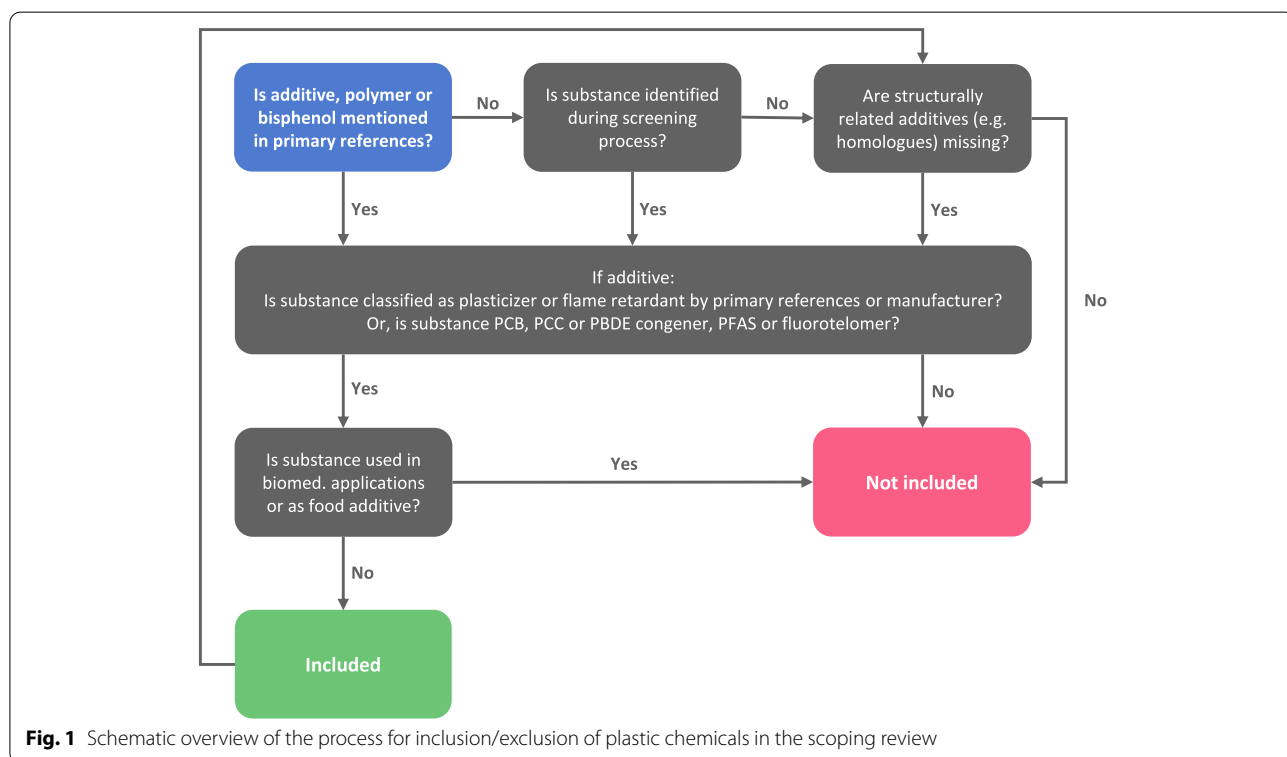 Is additive, polymer or
bisphenol mentioned
in primary references?
No
Is substance identified
during screening
process?
No
Are structurally
related additives (e.g.
homologues) missing?
Yes
Yes
Yes
If additive:
Is substance classified as plasticizer or flame retardant by primary references or manufacturer?
Or, is substance PCB, PCC or PBDE congener, PFAS or fluorotelomer?
No
Yes
No
Is substance used in
biomed. applications
or as food additive?
Yes
Not included
No
Included
Fig. 1 Schematic overview of the process for inclusion/exclusion of plastic chemicals in the scoping review